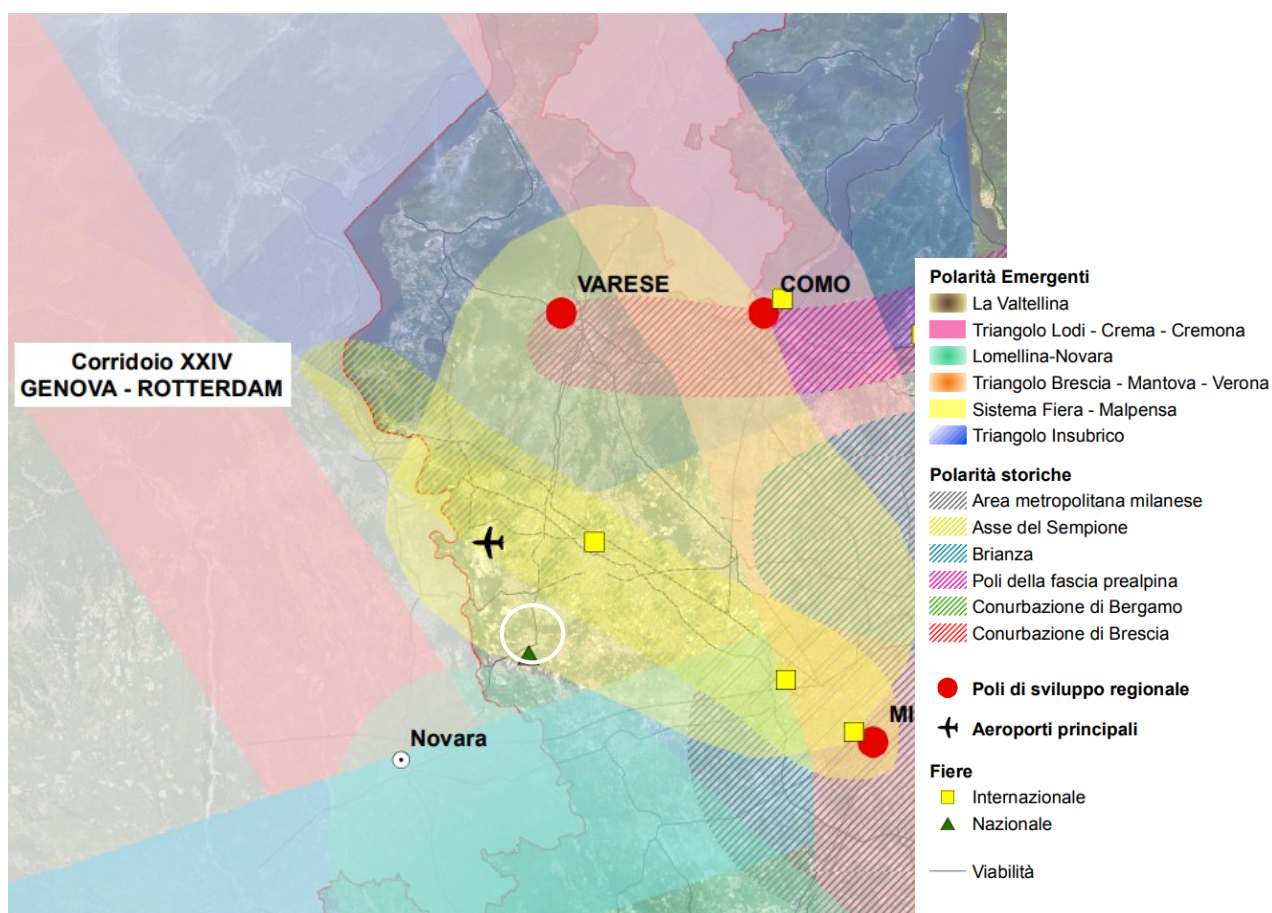 VARESE
COMO
Corridoio XXIV
GENOVA - ROTTERDAM
Novara
MI
Polarità Emergenti
La Valtellina
Triangolo Lodi - Crema - Cremona
Lomellina-Novara
Triangolo Brescia - Mantova - Verona
Sistema Fiera - Malpensa
Triangolo Insubrico
Polarità storiche
Area metropolitana milanese
Asse del Sempione
Brianza
Poli della fascia prealpina
Conurbazione di Bergamo
Conurbazione di Brescia
Poli di sviluppo regionale
Aeroporti principali
Fiere
Internazionale
Nazionale
Viabilità